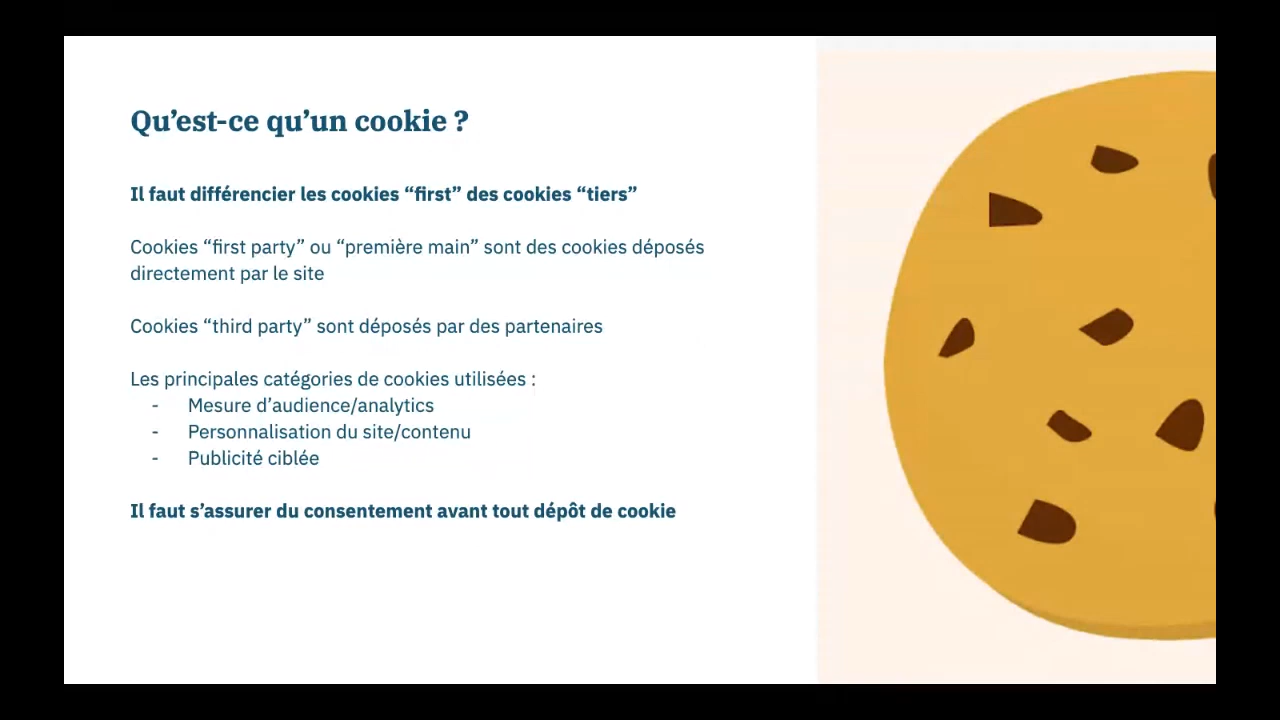 Qu’est-ce qu’un cookie ?
Il faut différencier les cookies “first” des cookies “tiers”
Cookies “first party” ou “première main” sont des cookies déposés
directement par le site
Cookies “third party” sont déposés par des partenaires
Les principales catégories de cookies utilisées :
- Mesure d’audience/analytics
- Personnalisation du site/contenu
- Publicité ciblée
Il faut s’assurer du consentement avant tout dépôt de cookie